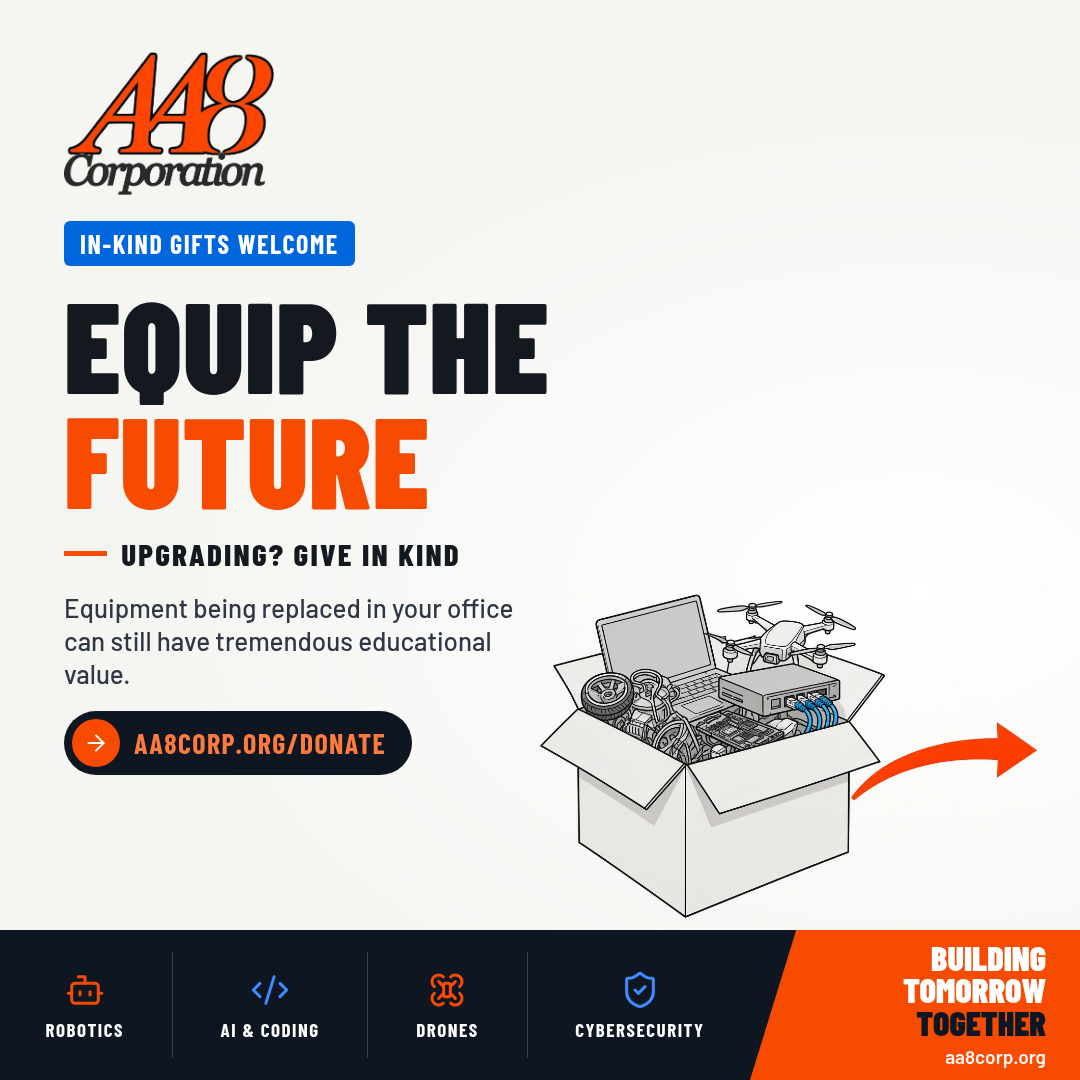 AA8
Corporation
IN-KIND GIFTS WELCOME
EQUIP THE
FUTURE
UPGRADING? GIVE IN KIND
Equipment being replaced in your office
can still have tremendous educational
value.
AA8CORP.ORG/DONATE
ROBOTICS
AI & CODING
DRONES
CYBERSECURITY
BUILDING
TOMORROW
TOGETHER
aa8corp.org